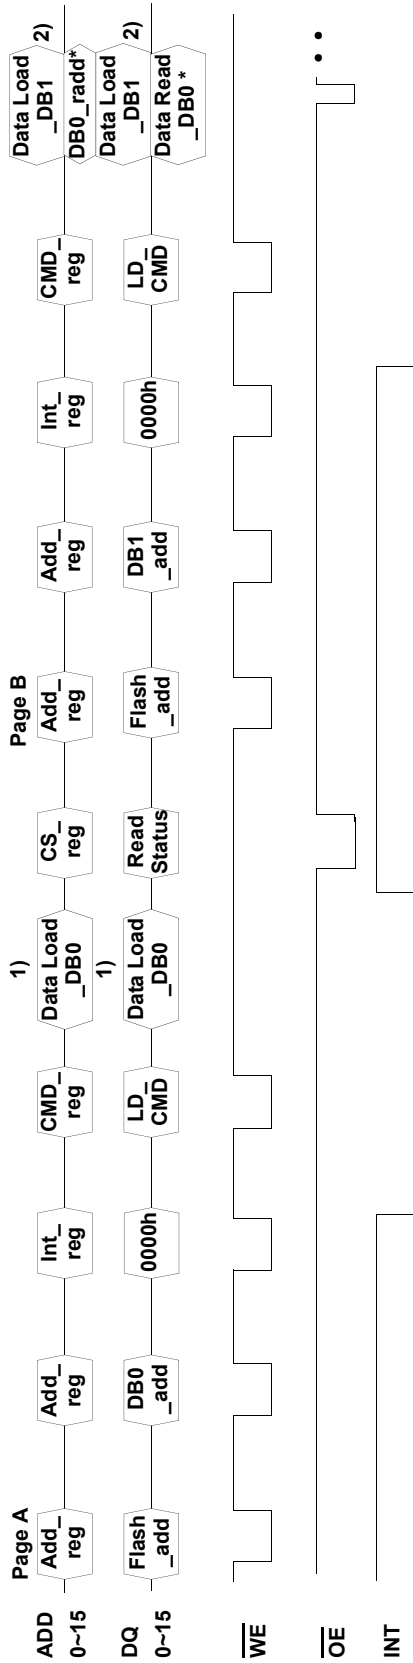 Page A
Page B
ADD
0~15
Add_
reg
Add_
reg
Int_
reg
CMD_
reg
1)
Data Load
_DB0
CS_
reg
Add_
reg
Add_
reg
Int_
reg
CMD_
reg
2)
Data Load
_DB1
DB0_radd*
DQ
0~15
Flash
_add
DB0
_add
0000h
LD_
CMD
1)
Data Load
_DB0
Read
Status
Flash
_add
DB1
_add
0000h
LD_
CMD
2)
Data Load
_DB1
Data Read
_DB0 *
WE
OE
INT